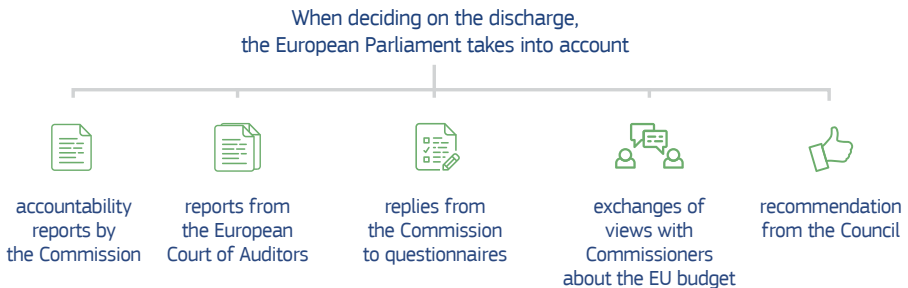 When deciding on the discharge,
the European Parliament takes into account
accountability
reports by
the Commission
reports from
the European
Court of Auditors
replies from
the Commission
to questionnaires
exchanges of
views with
Commissioners
about the EU budget
recommendation
from the Council